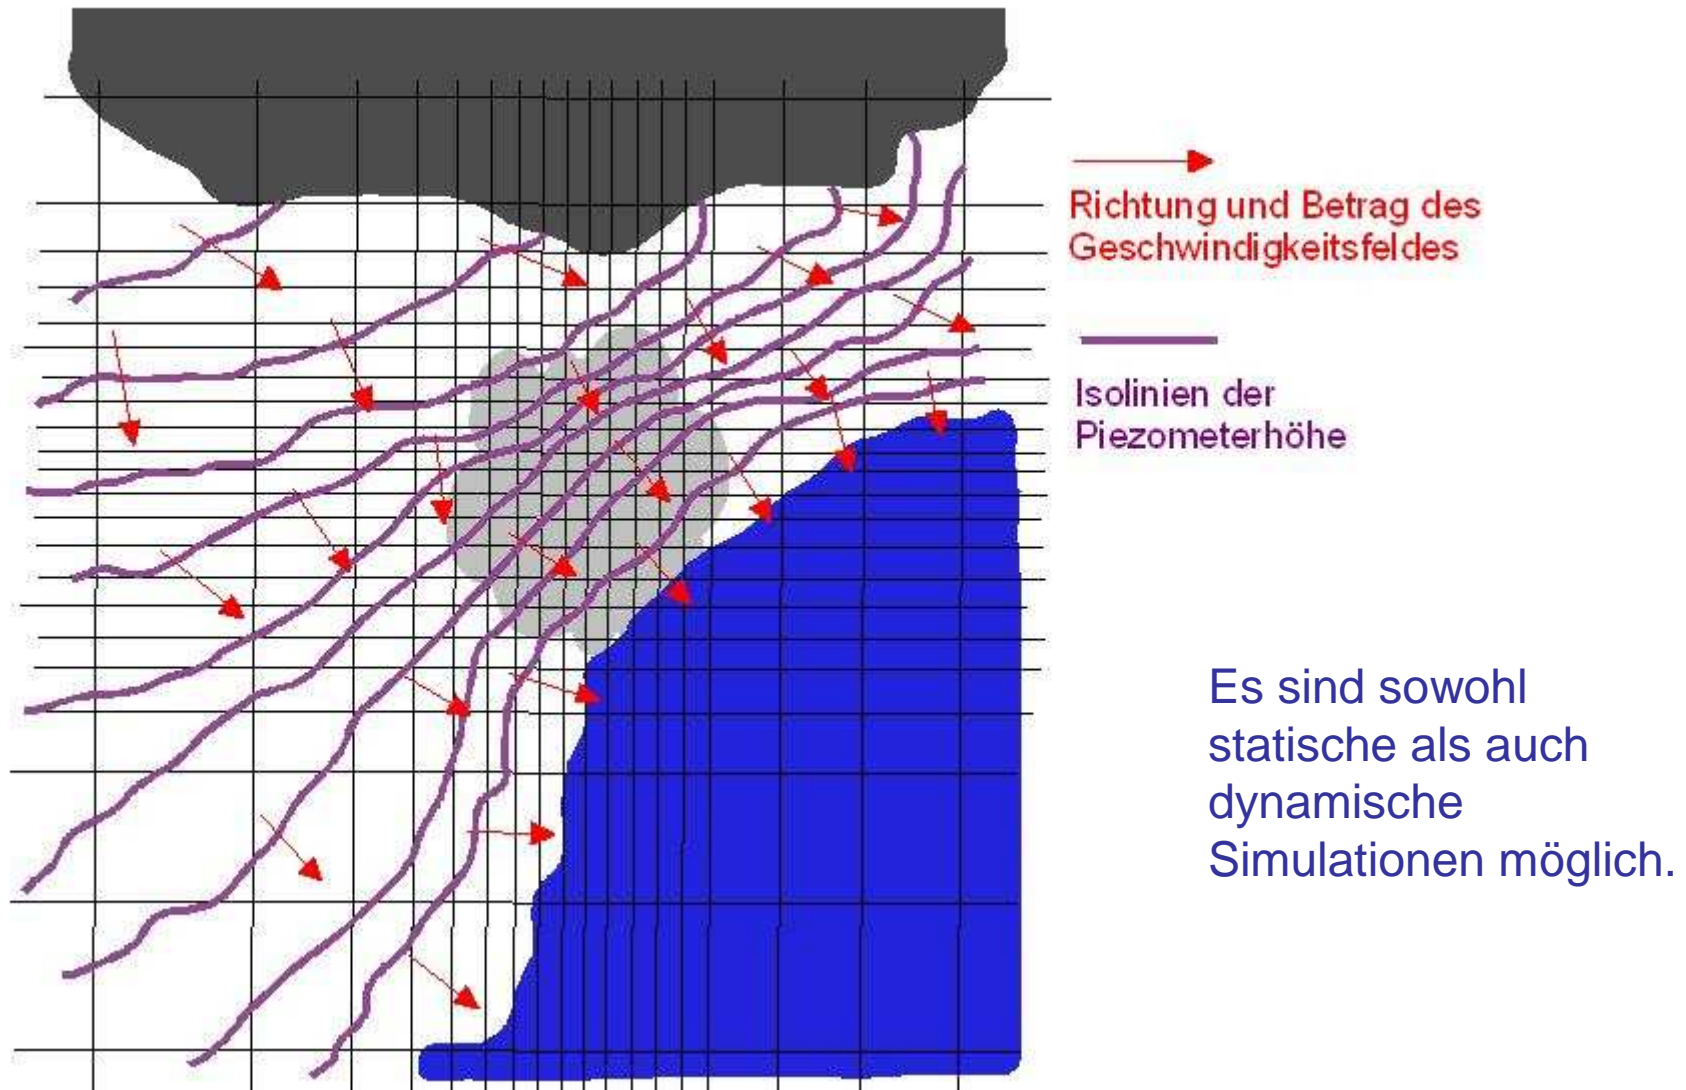 Richtung und Betrag des
Geschwindigkeitsfeldes
Isolinien der
Piezometerhöhe
Es sind sowohl
statische als auch
dynamische
Simulationen möglich.